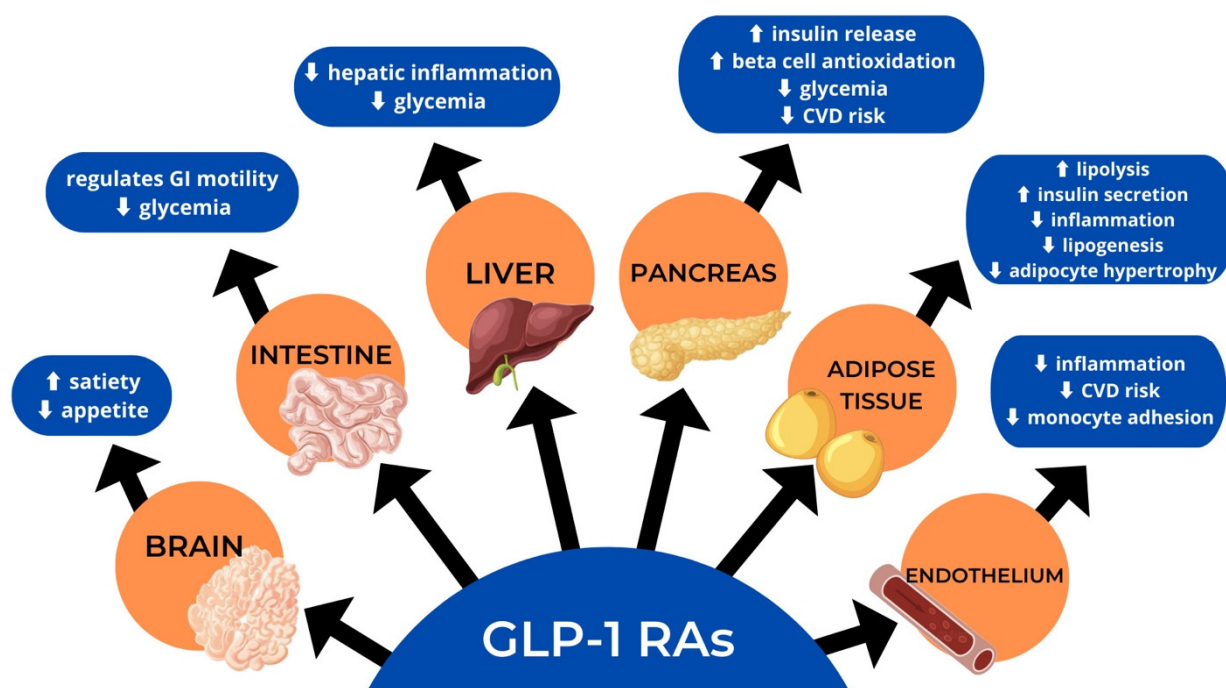 ⬆ insulin release
⬆ beta cell antioxidation
⬇ glycemia
⬇ CVD risk
⬇ hepatic inflammation
⬇ glycemia
regulates GI motility
⬇ glycemia
⬆ lipolysis
⬆ insulin secretion
⬇ inflammation
⬇ lipogenesis
⬇ adipocyte hypertrophy
LIVER
PANCREAS
INTESTINE
ADIPOSE
TISSUE
⬆ satiety
⬇ appetite
⬇ inflammation
⬇ CVD risk
⬇ monocyte adhesion
BRAIN
ENDOTHELIUM
GLP-1 RAs